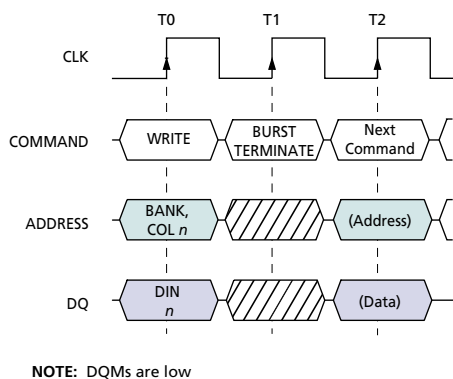 T0 T1 T2
CLK
COMMAND WRITE BURST TERMINATE Next Command
ADDRESS BANK, COL n (Address)
DQ DIN n (Data)
NOTE: DQMs are low